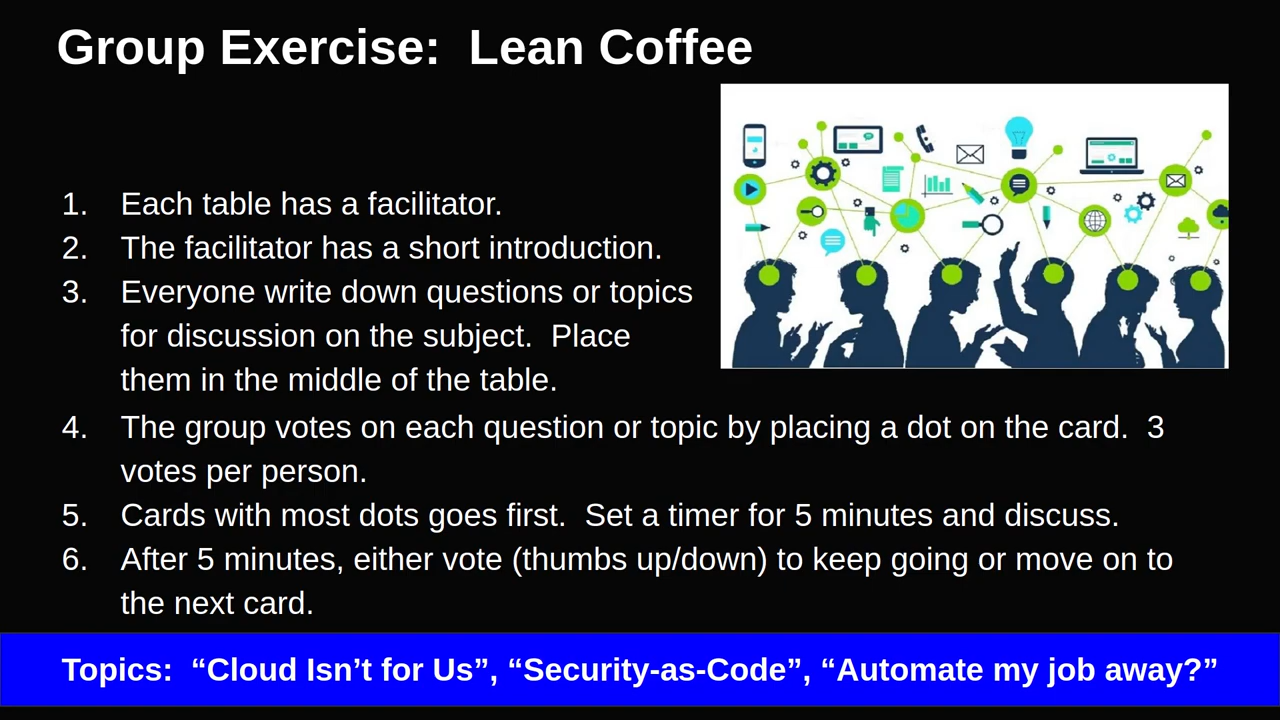 Group Exercise:  Lean Coffee
1. Each table has a facilitator.
2. The facilitator has a short introduction.
3. Everyone write down questions or topics
for discussion on the subject.  Place
them in the middle of the table.
4. The group votes on each question or topic by placing a dot on the card.  3
votes per person.
5. Cards with most dots goes first.  Set a timer for 5 minutes and discuss.
6. After 5 minutes, either vote (thumbs up/down) to keep going or move on to
the next card.
Topics:  “Cloud Isn’t for Us”, “Security-as-Code”, “Automate my job away?”